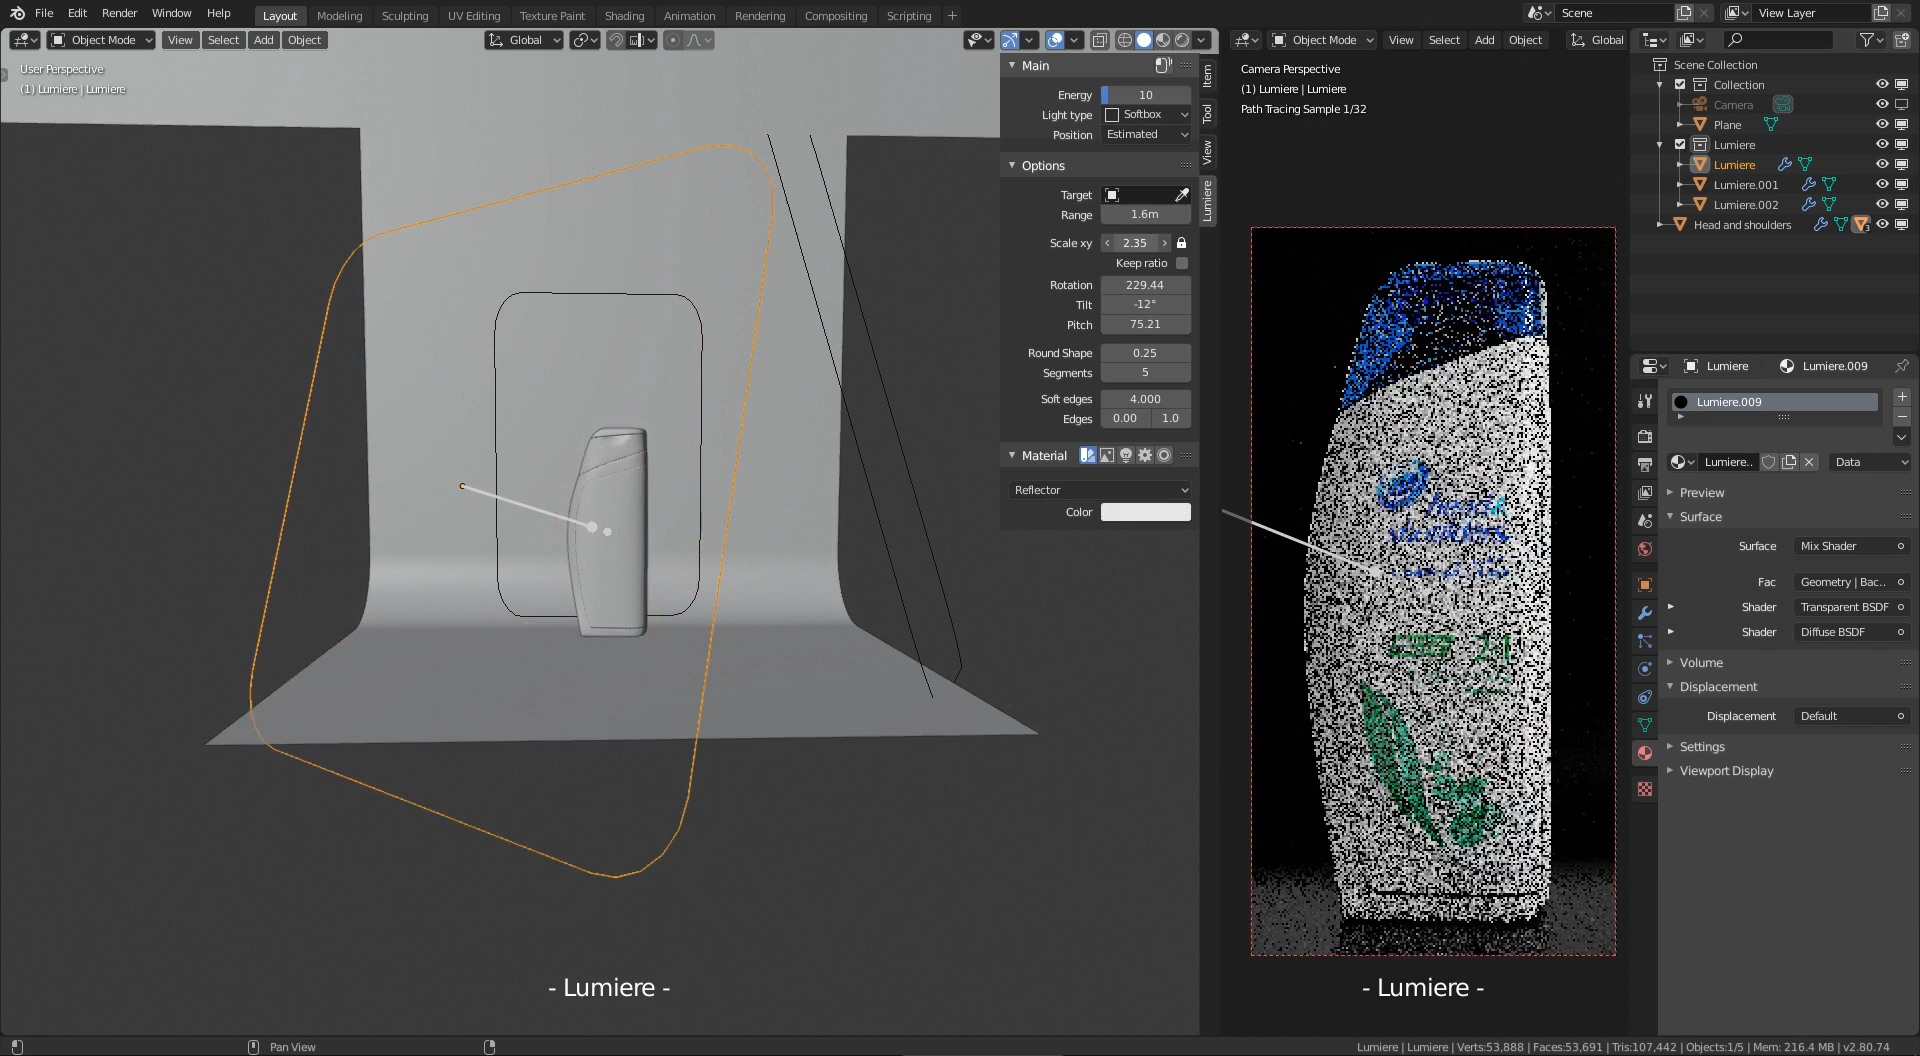 File Edit Render Window Help
Layout Modeling Sculpting UV Editing Texture Paint Shading Animation Rendering Compositing Scripting +
Scene
View Layer
Object Mode View Select Add Object
Global
Object Mode View Select Add Object
Global
User Perspective
(1) Lumiere | Lumiere
Main
Energy 10
Light type Softbox
Position Estimated
Options
Target
Range 1.6m
Scale xy 2.35
Keep ratio
Rotation 229.44
Tilt -12°
Pitch 75.21
Round Shape 0.25
Segments 5
Soft edges 4.000
Edges 0.00 1.0
Material
Reflector
Color
Item
Tool
View
Lumiere
- Lumiere -
Camera Perspective
(1) Lumiere | Lumiere
Path Tracing Sample 1/32
- Lumiere -
Scene Collection
Collection
Camera
Plane
Lumiere
Lumiere
Lumiere.001
Lumiere.002
Head and shoulders
3
Lumiere Lumiere.009
Lumiere.009
Lumiere.. Data
Preview
Surface
Surface Mix Shader
Fac Geometry | Bac..
Shader Transparent BSDF
Shader Diffuse BSDF
Volume
Displacement
Displacement Default
Settings
Viewport Display
Pan View
Lumiere | Lumiere | Verts:53,888 | Faces:53,691 | Tris:107,442 | Objects:1/5 | Mem: 216.4 MB | v2.80.74